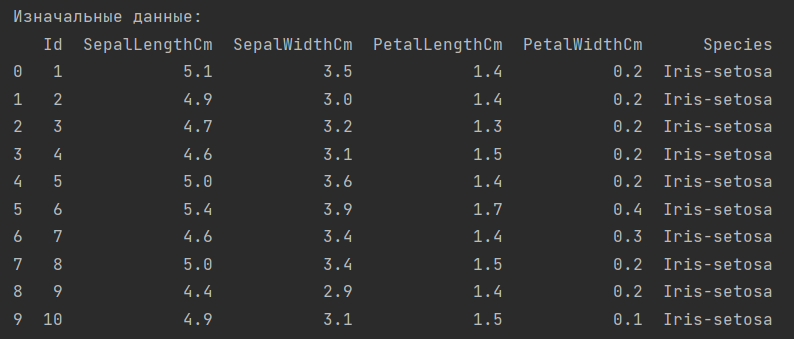 Изначальные данные:
Id SepalLengthCm SepalWidthCm PetalLengthCm PetalWidthCm Species
0 1 5.1 3.5 1.4 0.2 Iris-setosa
1 2 4.9 3.0 1.4 0.2 Iris-setosa
2 3 4.7 3.2 1.3 0.2 Iris-setosa
3 4 4.6 3.1 1.5 0.2 Iris-setosa
4 5 5.0 3.6 1.4 0.2 Iris-setosa
5 6 5.4 3.9 1.7 0.4 Iris-setosa
6 7 4.6 3.4 1.4 0.3 Iris-setosa
7 8 5.0 3.4 1.5 0.2 Iris-setosa
8 9 4.4 2.9 1.4 0.2 Iris-setosa
9 10 4.9 3.1 1.5 0.1 Iris-setosa